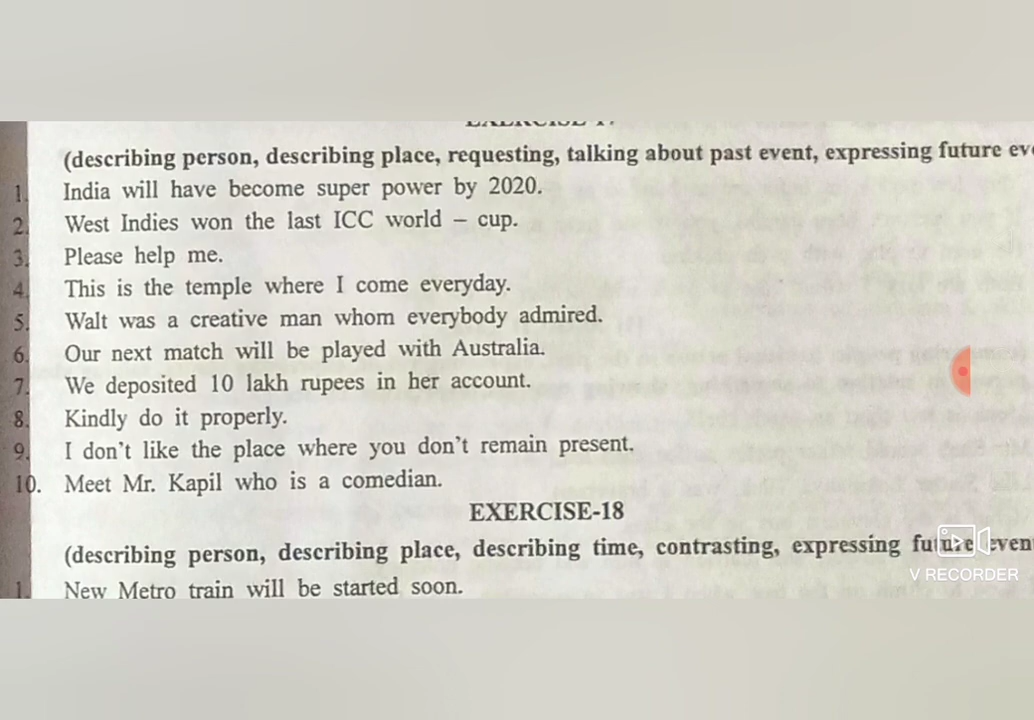 (describing person, describing place, requesting, talking about past event, expressing future
1. India will have become super power by 2020.
2. West Indies won the last ICC world – cup.
3. Please help me.
4. This is the temple where I come everyday.
5. Walt was a creative man whom everybody admired.
6. Our next match will be played with Australia.
7. We deposited 10 lakh rupees in her account.
8. Kindly do it properly.
9. I don't like the place where you don't remain present.
10. Meet Mr. Kapil who is a comedian.
EXERCISE-18
(describing person, describing place, describing time, contrasting, expressing future even
V RECORDER
1. New Metro train will be started soon.